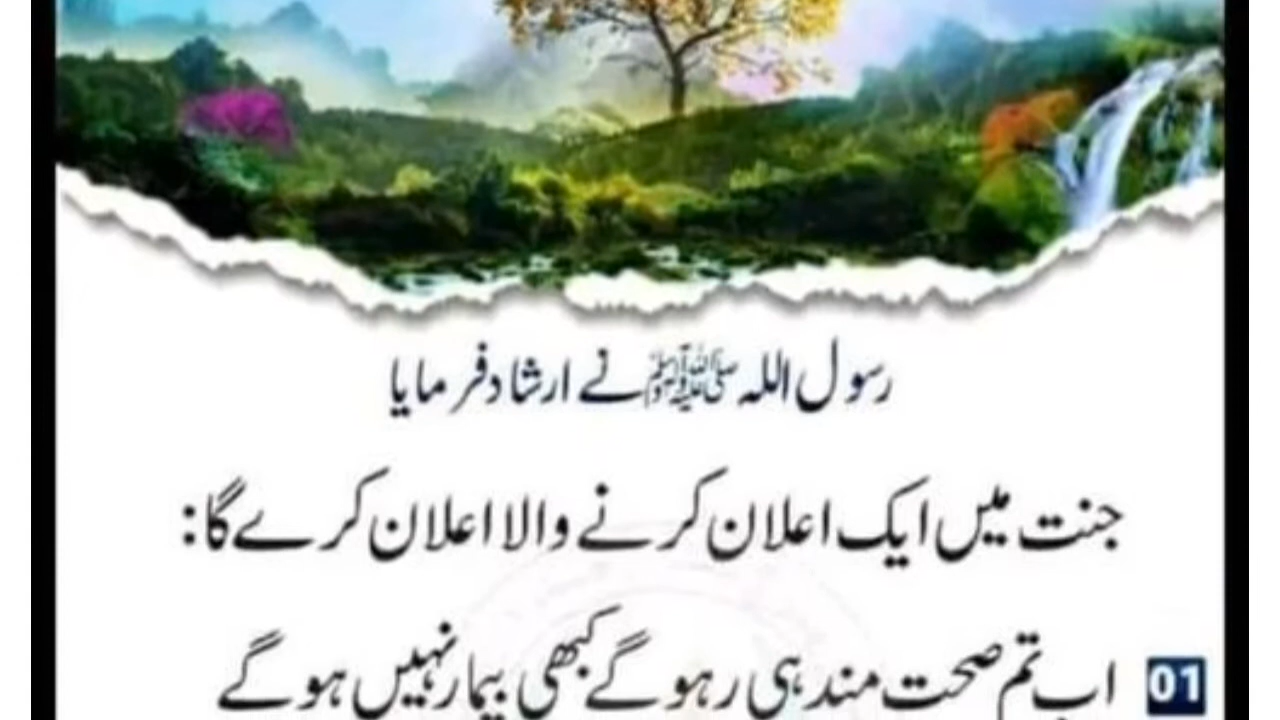 رسول اللہ ﷺ نے ارشاد فرمایا
جنت میں ایک اعلان کرنے والا اعلان کرے گا:
01 اب تم صحت مند ہی رہو گے کبھی بیمار نہیں ہو گے